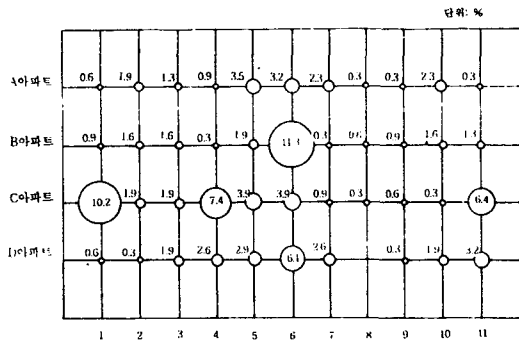 단위: %
A아파트 0.6 1.9 1.3 0.9 3.5 3.2 2.3 0.3 0.3 2.3 0.3
B아파트 0.9 1.6 1.6 0.3 1.9 11.3 0.3 0.6 0.9 1.6 1.3
C아파트 10.2 1.9 1.9 7.4 3.9 3.9 0.9 0.3 0.6 0.3 6.4
D아파트 0.6 0.3 1.9 2.6 2.9 6.1 2.6 0.3 1.9 3.2
1 2 3 4 5 6 7 8 9 10 11